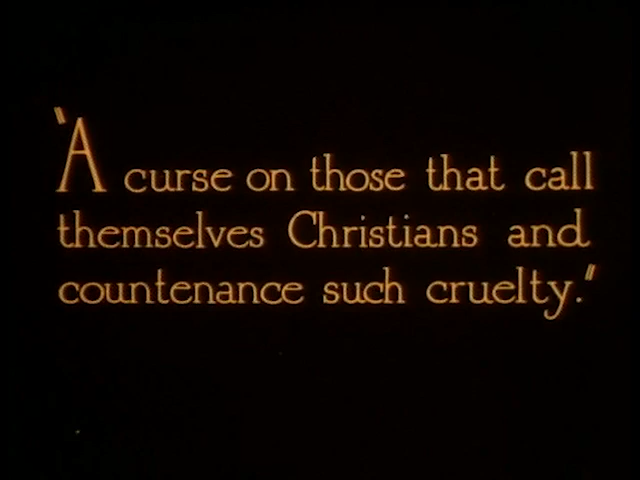 "A curse on those that call
themselves Christians and
countenance such cruelty."